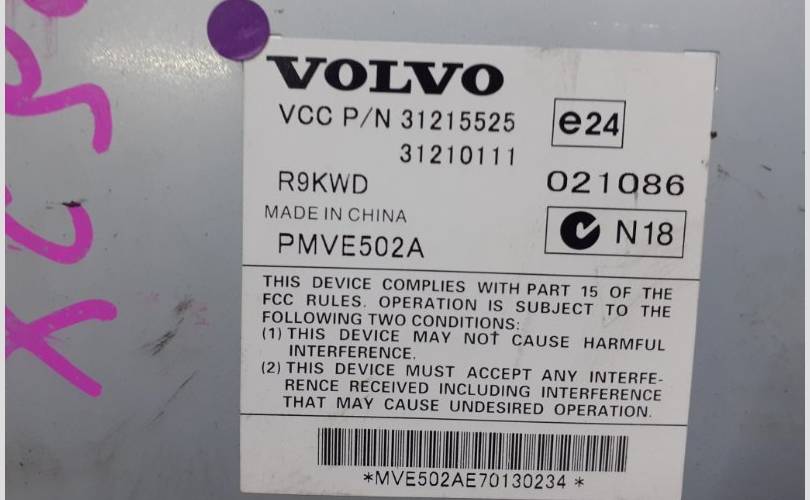 VOLVO
VCC P/N 31215525
e24
31210111
R9KWD
021086
MADE IN CHINA
N18
PMVE502A
THIS DEVICE COMPLIES WITH PART 15 OF THE
FCC RULES. OPERATION IS SUBJECT TO THE
FOLLOWING TWO CONDITIONS:
(1) THIS DEVICE MAY NOT CAUSE HARMFUL
INTERFERENCE.
(2) THIS DEVICE MUST ACCEPT ANY INTERFE-
RENCE RECEIVED INCLUDING INTERFERENCE
THAT MAY CAUSE UNDESIRED OPERATION.
*MVE502AE70130234*